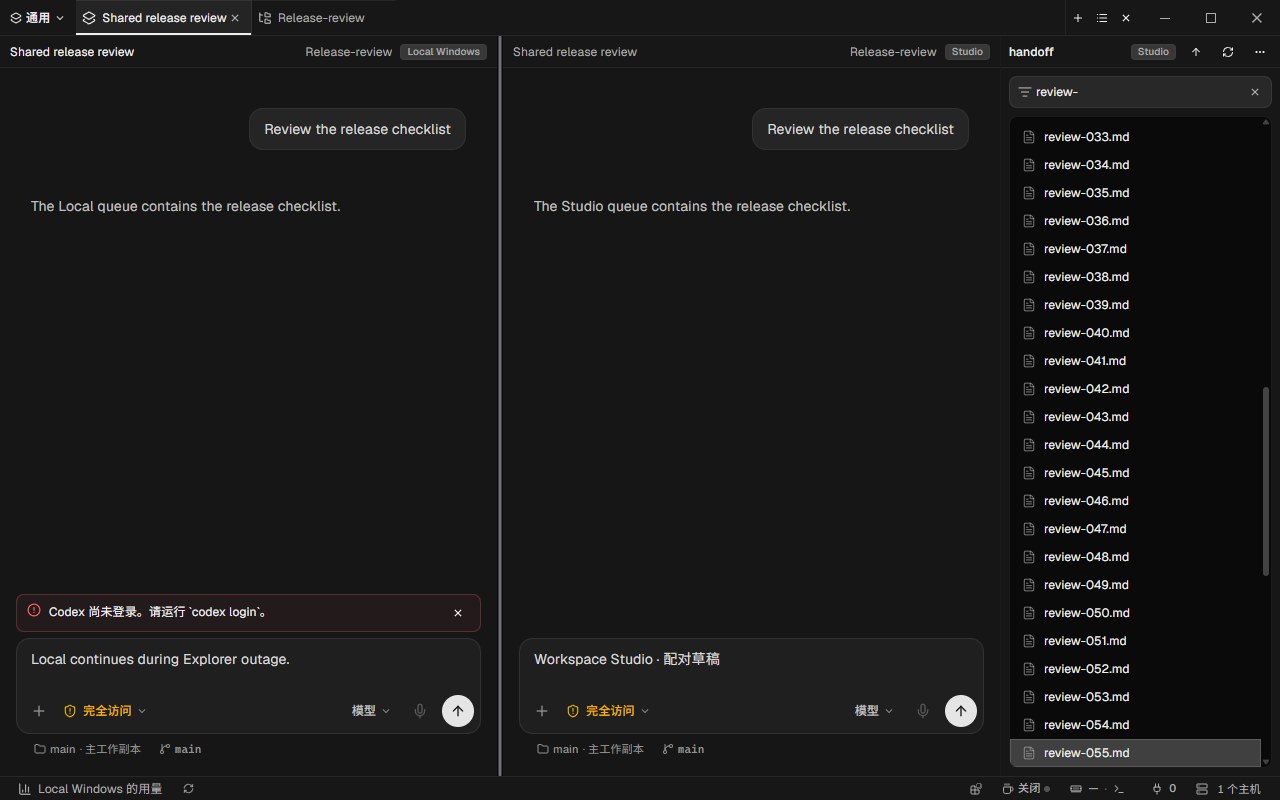 通用
Shared release review
Release-review
Shared release review
Release-review
Local Windows
Review the release checklist
The Local queue contains the release checklist.
Codex 尚未登录。请运行 `codex login`。
Local continues during Explorer outage.
完全访问
模型
main · 主工作副本
main
Shared release review
Release-review
Studio
Review the release checklist
The Studio queue contains the release checklist.
Workspace Studio · 配对草稿
完全访问
模型
main · 主工作副本
main
handoff
Studio
review-
review-033.md
review-034.md
review-035.md
review-036.md
review-037.md
review-038.md
review-039.md
review-040.md
review-041.md
review-042.md
review-043.md
review-044.md
review-045.md
review-046.md
review-047.md
review-048.md
review-049.md
review-050.md
review-051.md
review-052.md
review-053.md
review-054.md
review-055.md
Local Windows 的用量
关闭
— ·
0
1 个主机